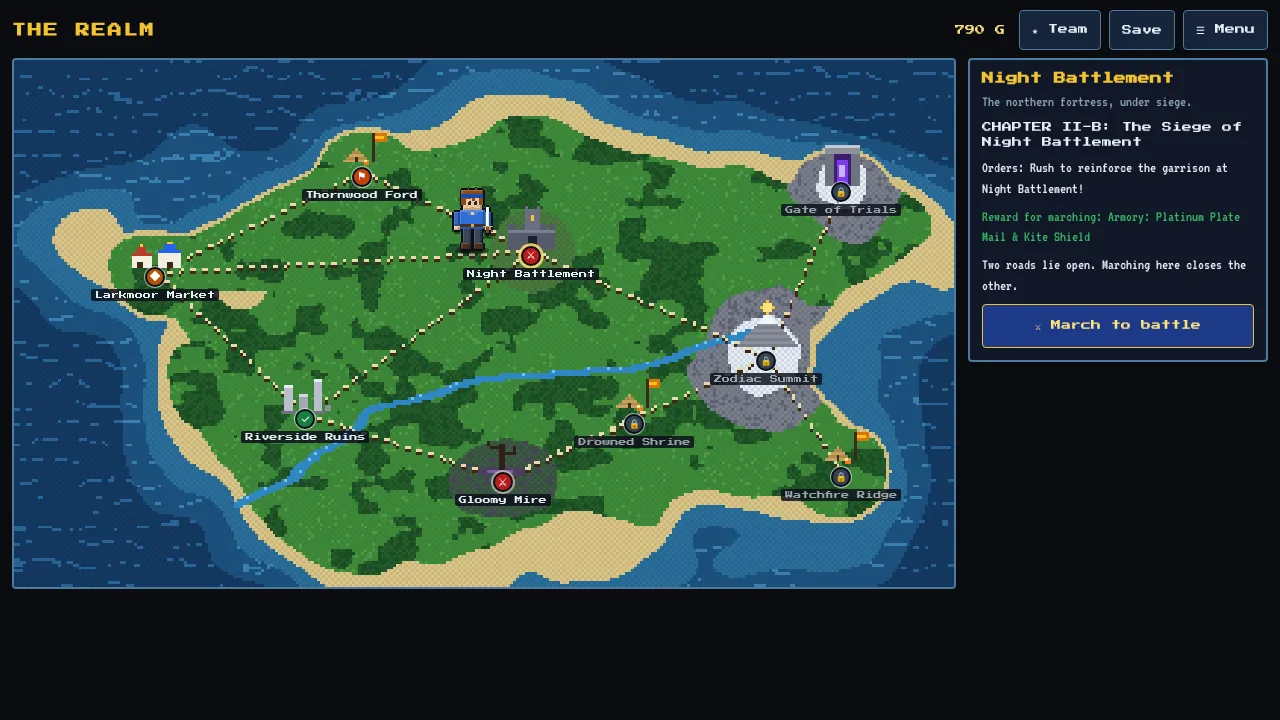 THE REALM
790 G
★ Team
Save
☰ Menu
Thornwood Ford
Gate of Trials
Night Battlement
Larkmoor Market
Zodiac Summit
Riverside Ruins
Drowned Shrine
Gloomy Mire
Watchfire Ridge
Night Battlement
The northern fortress, under siege.
CHAPTER II-B: The Siege of
Night Battlement
Orders: Rush to reinforce the garrison at
Night Battlement!
Reward for marching: Armory: Platinum Plate
Mail & Kite Shield
Two roads lie open. Marching here closes the
other.
⚔ March to battle